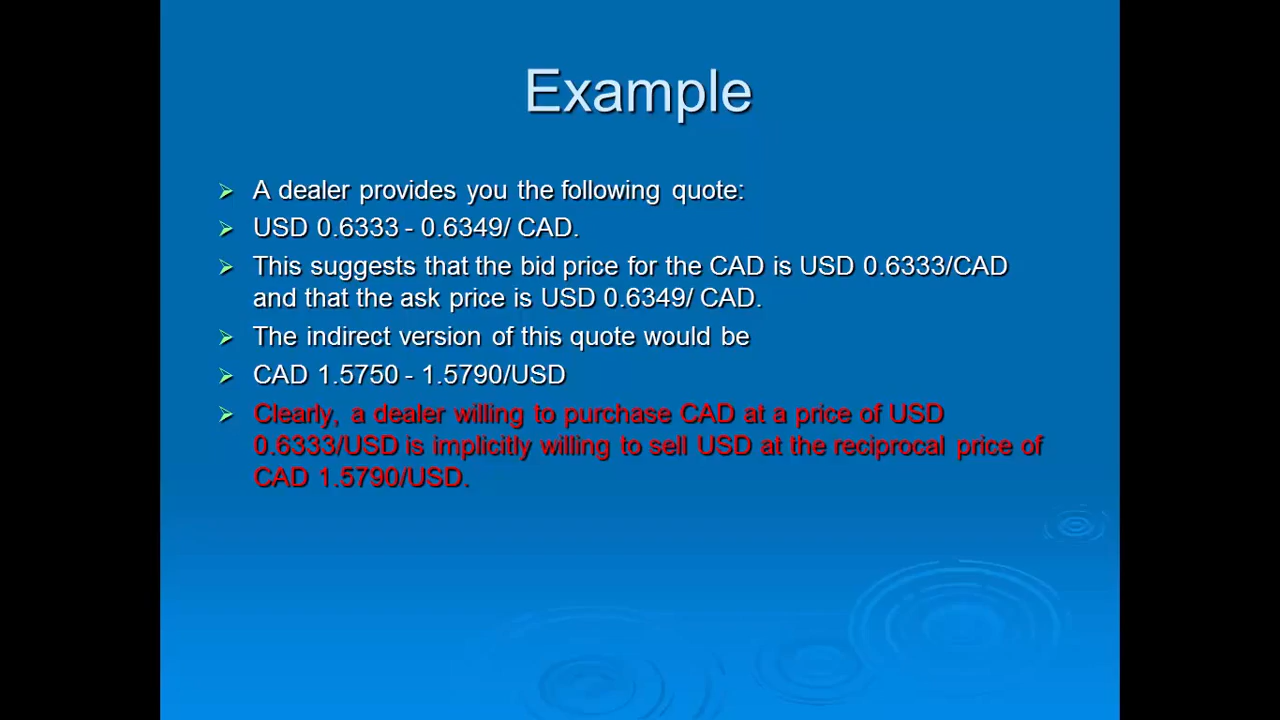 Example
A dealer provides you the following quote:
USD 0.6333 - 0.6349/ CAD.
This suggests that the bid price for the CAD is USD 0.6333/CAD
and that the ask price is USD 0.6349/ CAD.
The indirect version of this quote would be
CAD 1.5750 - 1.5790/USD
Clearly, a dealer willing to purchase CAD at a price of USD
0.6333/USD is implicitly willing to sell USD at the reciprocal price of
CAD 1.5790/USD.